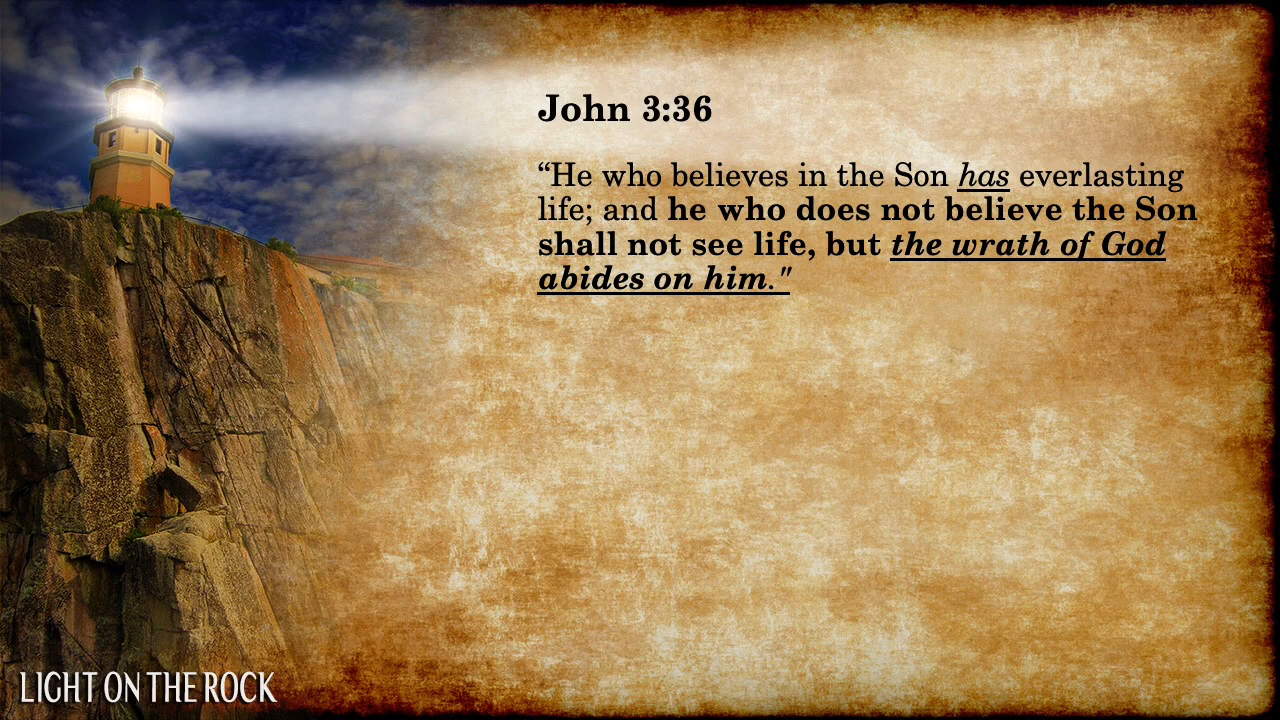 John 3:36
“He who believes in the Son has everlasting
life; and he who does not believe the Son
shall not see life, but the wrath of God
abides on him."
LIGHT ON THE ROCK